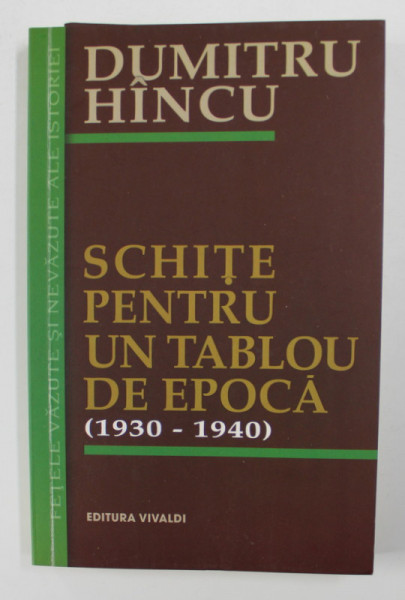 DUMITRU
HÎNCU
SCHIȚE
PENTRU
UN TABLOU
DE EPOCĂ
(1930 - 1940)
EDITURA VIVALDI
FEȚELE VĂZUTE ȘI NEVĂZUTE ALE ISTORIEI